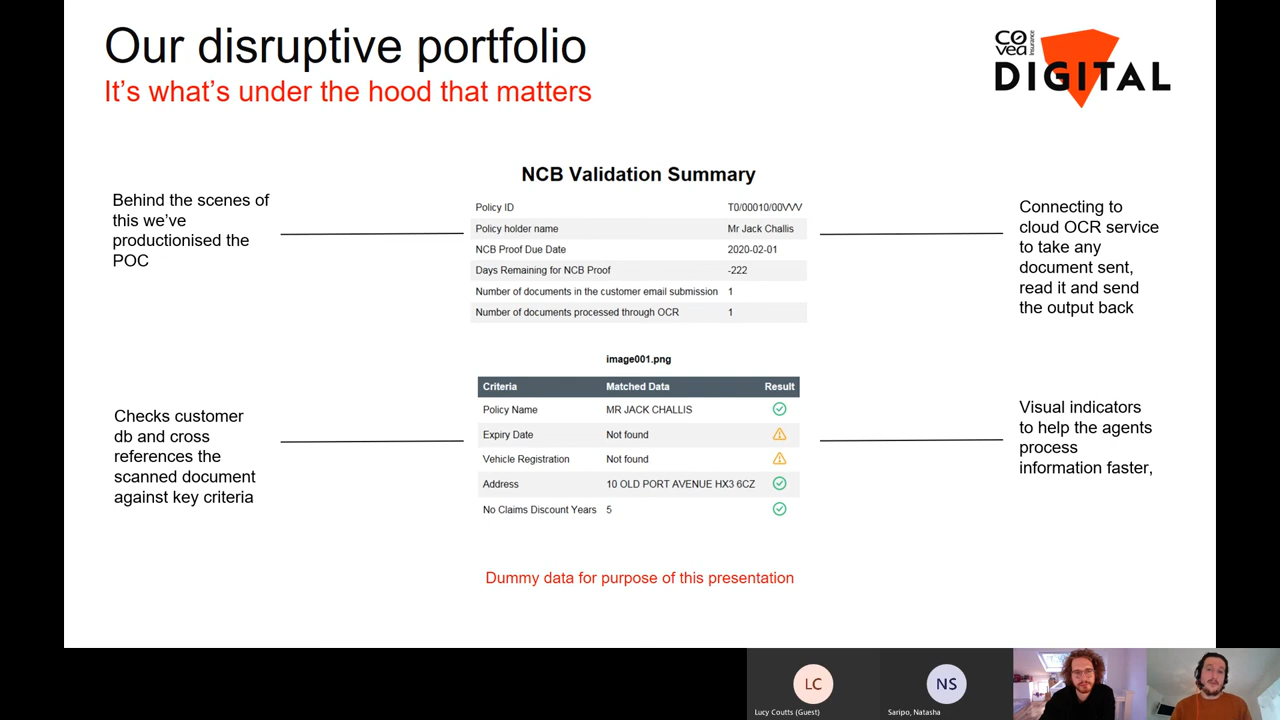 Our disruptive portfolio
It’s what’s under the hood that matters
CO
vea
Insurance
DIGITAL
Behind the scenes of
this we’ve
productionised the
POC
Checks customer
db and cross
references the
scanned document
against key criteria
NCB Validation Summary
Policy ID T0/00010/00VVV
Policy holder name Mr Jack Challis
NCB Proof Due Date 2020-02-01
Days Remaining for NCB Proof -222
Number of documents in the customer email submission 1
Number of documents processed through OCR 1
image001.png
Criteria Matched Data Result
Policy Name MR JACK CHALLIS
Expiry Date Not found
Vehicle Registration Not found
Address 10 OLD PORT AVENUE HX3 6CZ
No Claims Discount Years 5
Dummy data for purpose of this presentation
Connecting to
cloud OCR service
to take any
document sent,
read it and send
the output back
Visual indicators
to help the agents
process
information faster,
LC
Lucy Coutts (Guest)
NS
Saripo, Natasha